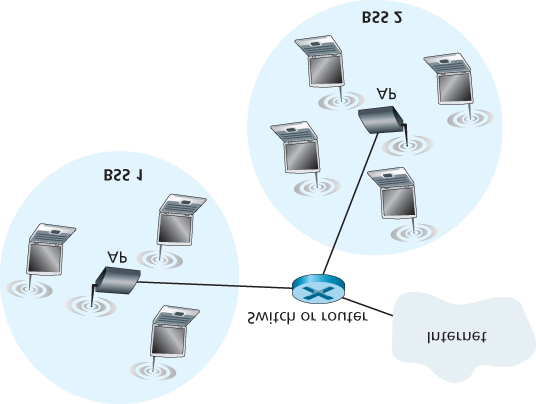 BSS 2
AP
BSS 1
AP
Switch or router
Internet